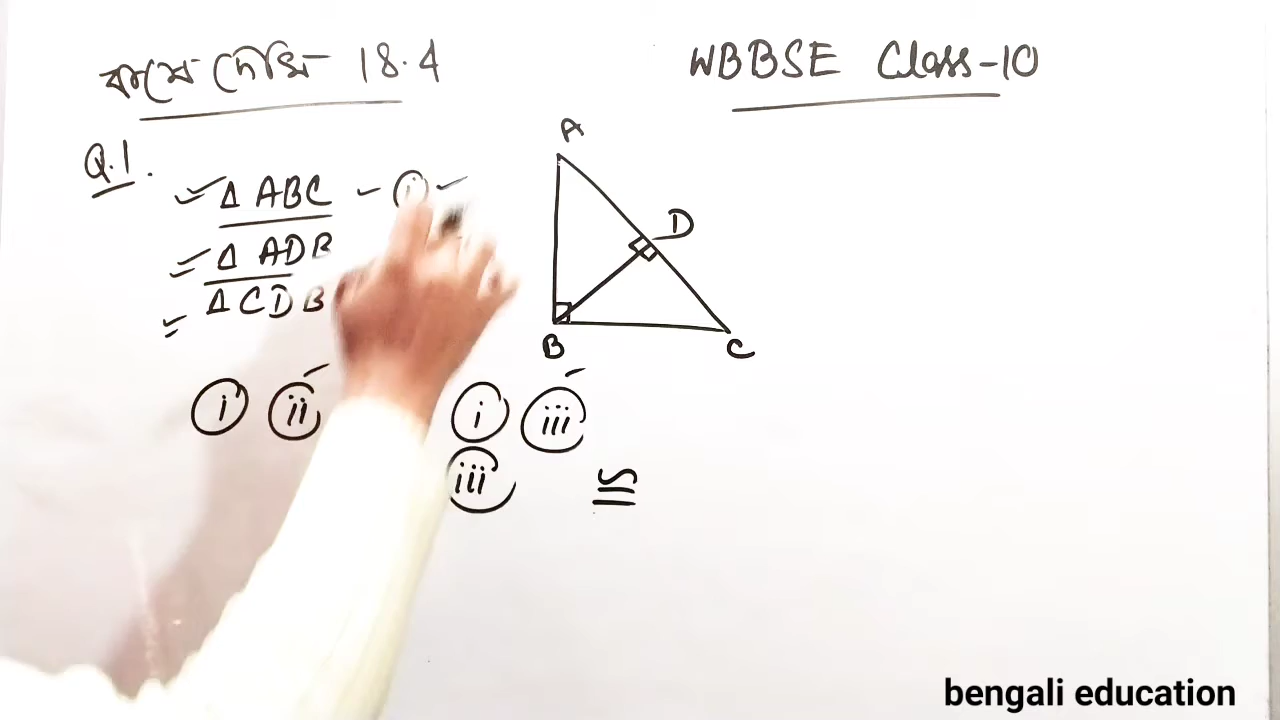 কষে দেখি- 18.4
WBBSE Class-10
Q.1.
Δ ABC - i
Δ ADB
Δ CDB
i ii
i iii
iii ≅
A
D
B
C
bengali education